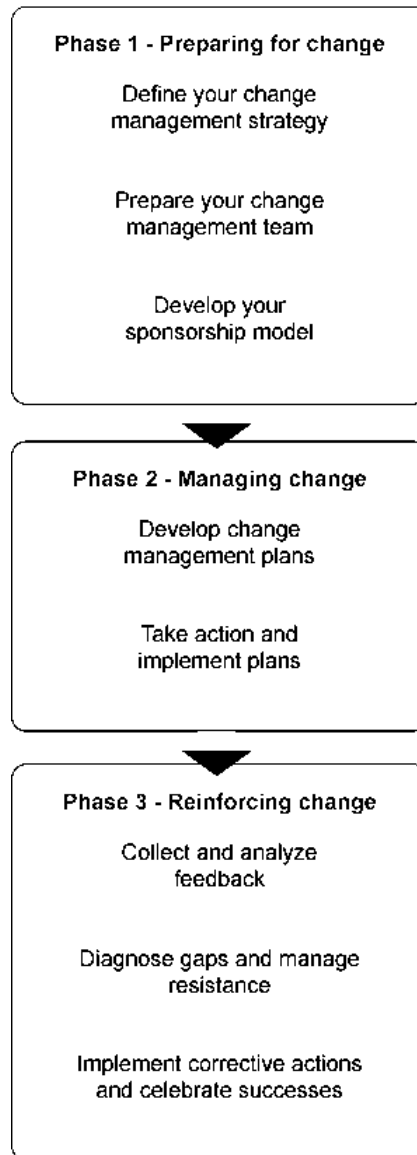 Phase 1 - Preparing for change
Define your change
management strategy
Prepare your change
management team
Develop your
sponsorship model
Phase 2 - Managing change
Develop change
management plans
Take action and
implement plans
Phase 3 - Reinforcing change
Collect and analyze
feedback
Diagnose gaps and manage
resistance
Implement corrective actions
and celebrate successes